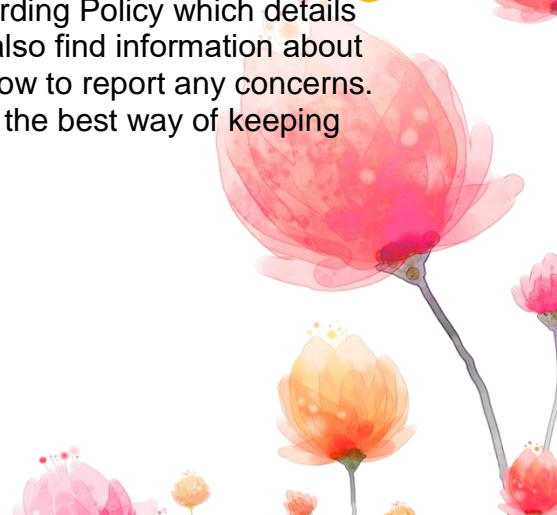 rding Policy which details
also find information about
ow to report any concerns.
the best way of keeping